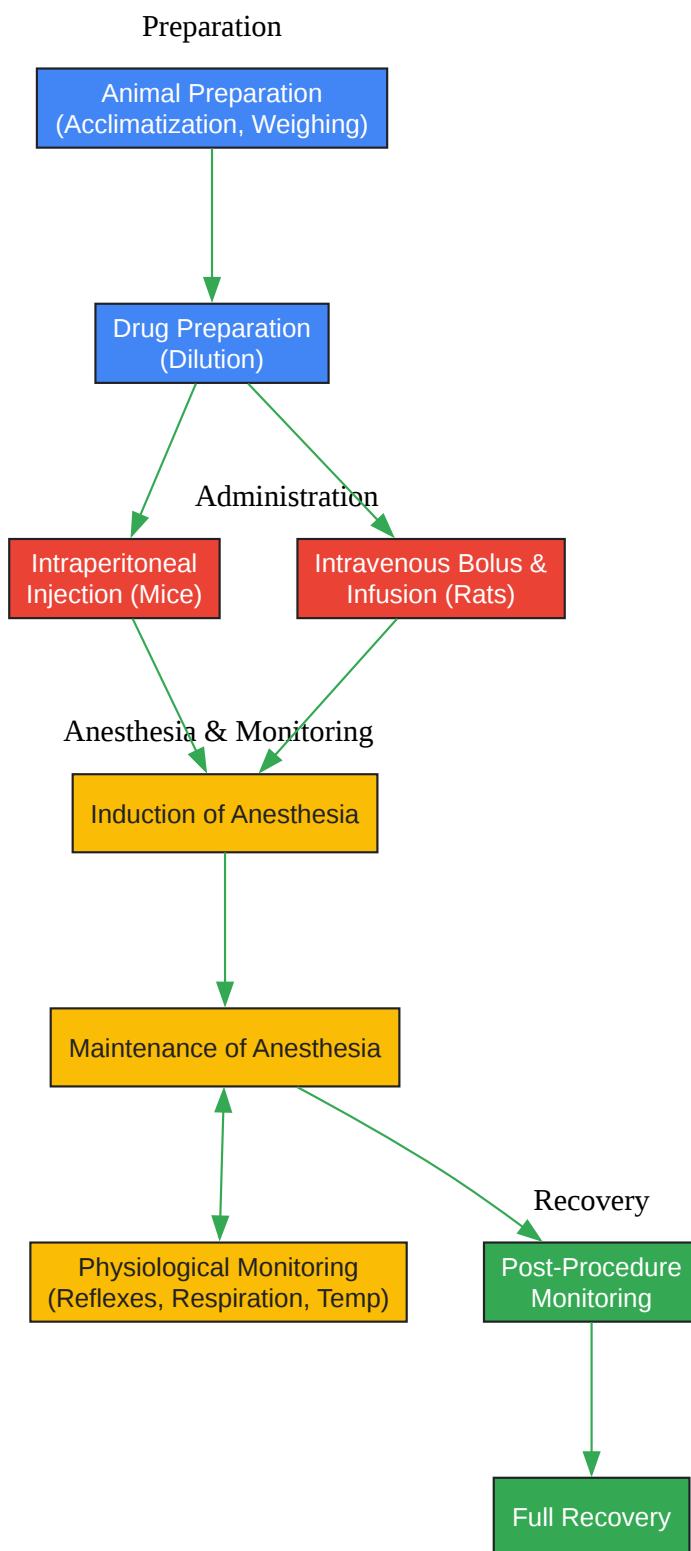 Preparation
Animal Preparation
(Acclimatization, Weighing)
Drug Preparation
(Dilution)
Administration
Intraperitoneal
Injection (Mice)
Intravenous Bolus &
Infusion (Rats)
Anesthesia & Monitoring
Induction of Anesthesia
Maintenance of Anesthesia
Physiological Monitoring
(Reflexes, Respiration, Temp)
Recovery
Post-Procedure
Monitoring
Full Recovery